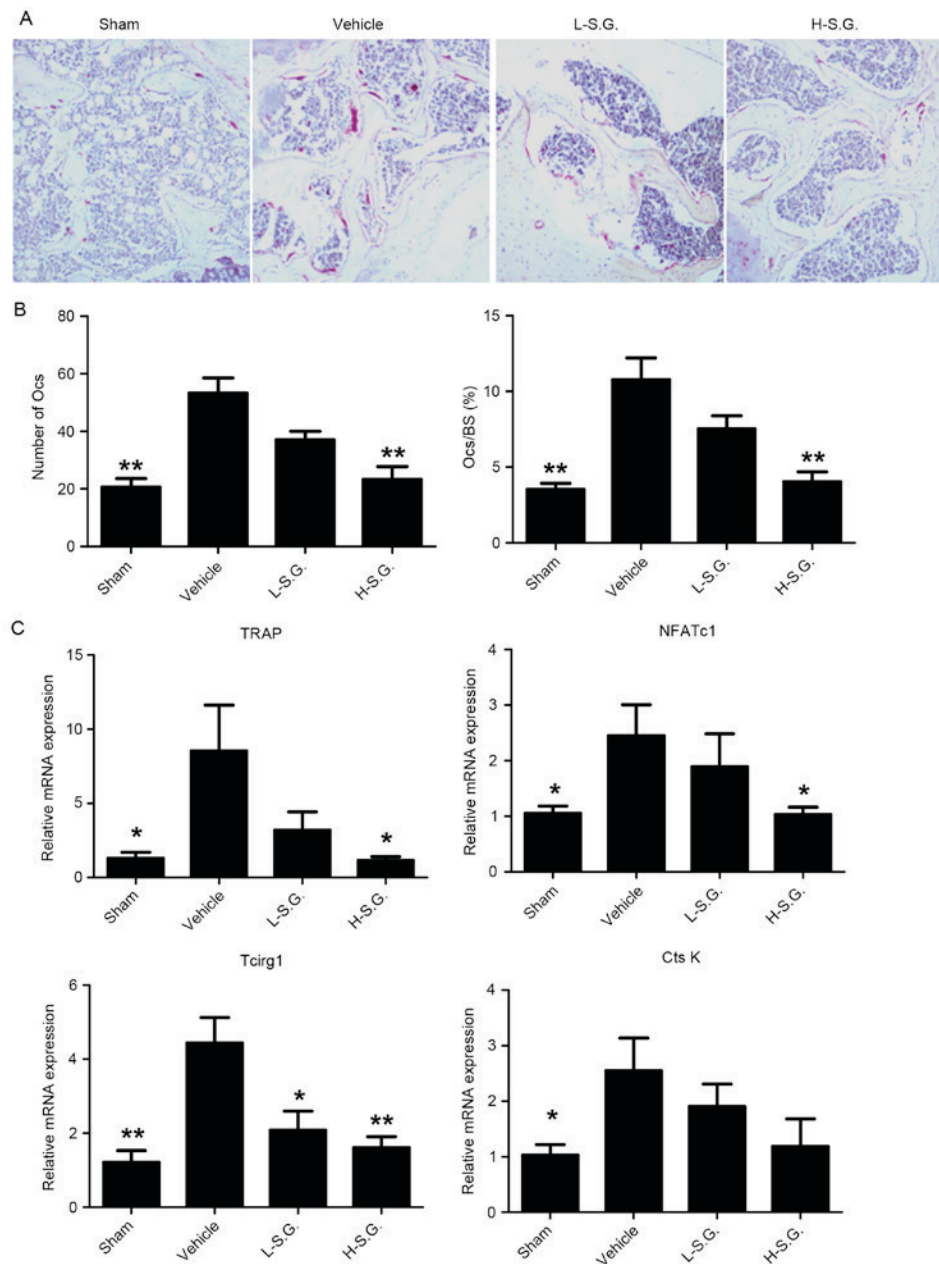 A
Sham Vehicle L-S.G. H-S.G.
B
Number of Ocs
80
60
40
20
0
** **
Sham Vehicle L-S.G. H-S.G.
Ocs/BS (%)
15
10
5
0
** **
Sham Vehicle L-S.G. H-S.G.
C
TRAP
Relative mRNA expression
15
10
5
0
* *
Sham Vehicle L-S.G. H-S.G.
NFATc1
Relative mRNA expression
4
3
2
1
0
* *
Sham Vehicle L-S.G. H-S.G.
Tcirg1
Relative mRNA expression
6
4
2
0
** * **
Sham Vehicle L-S.G. H-S.G.
Cts K
Relative mRNA expression
4
3
2
1
0
*
Sham Vehicle L-S.G. H-S.G.